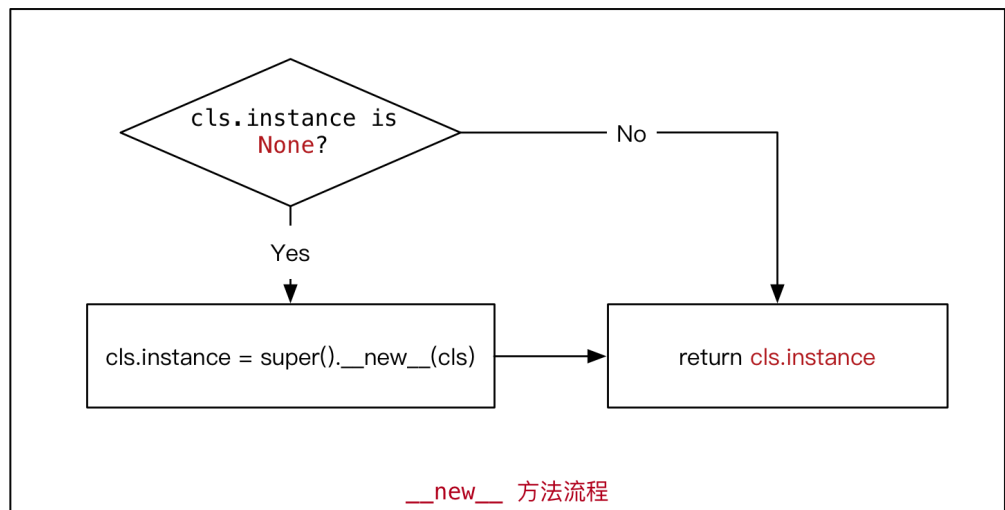 cls.instance is
None?
No
Yes
cls.instance = super().__new__(cls)
return cls.instance
__new__ 方法流程